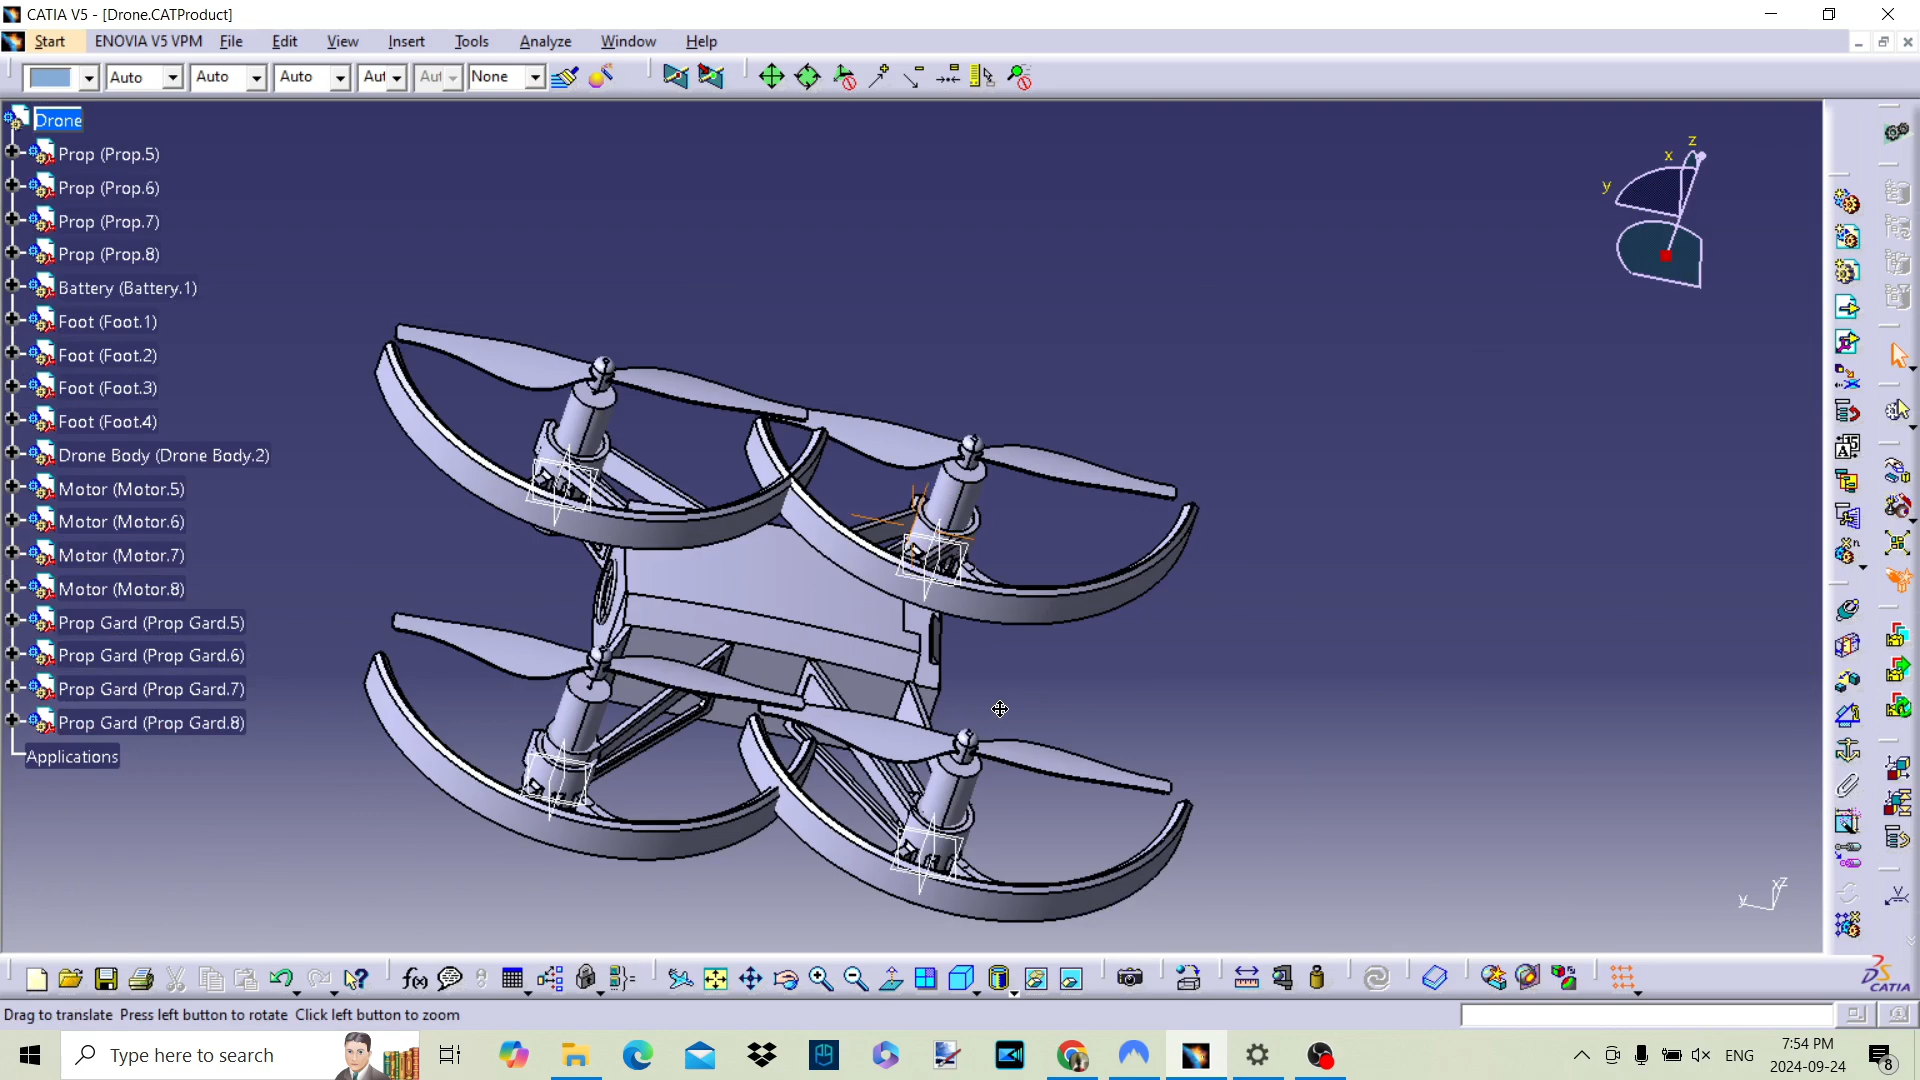 CATIA V5 - [Drone.CATProduct]
Start ENOVIA V5 VPM File Edit View Insert Tools Analyze Window Help
Auto Auto Auto Aut Aut None
Drone
Prop (Prop.5)
Prop (Prop.6)
Prop (Prop.7)
Prop (Prop.8)
Battery (Battery.1)
Foot (Foot.1)
Foot (Foot.2)
Foot (Foot.3)
Foot (Foot.4)
Drone Body (Drone Body.2)
Motor (Motor.5)
Motor (Motor.6)
Motor (Motor.7)
Motor (Motor.8)
Prop Gard (Prop Gard.5)
Prop Gard (Prop Gard.6)
Prop Gard (Prop Gard.7)
Prop Gard (Prop Gard.8)
Applications
z
x
y
y z
f(x)
CATIA
Drag to translate Press left button to rotate Click left button to zoom
Type here to search
ENG
7:54 PM
2024-09-24
8